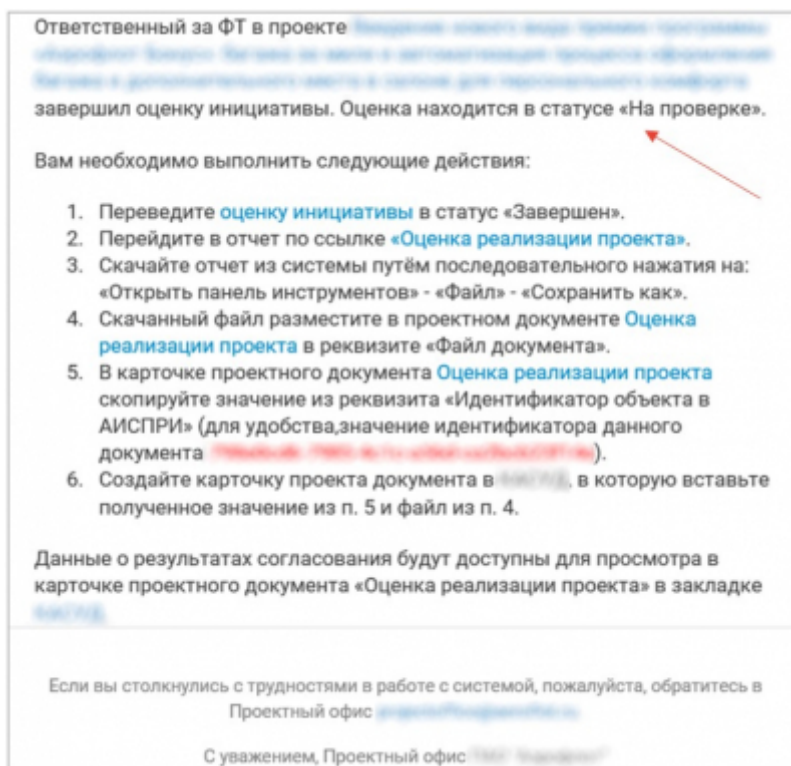 Ответственный за ФТ в проекте
завершил оценку инициативы. Оценка находится в статусе «На проверке».
Вам необходимо выполнить следующие действия:
1. Переведите оценку инициативы в статус «Завершен».
2. Перейдите в отчет по ссылке «Оценка реализации проекта».
3. Скачайте отчет из системы путём последовательного нажатия на:
«Открыть панель инструментов» - «Файл» - «Сохранить как».
4. Скачанный файл разместите в проектном документе Оценка
реализации проекта в реквизите «Файл документа».
5. В карточке проектного документа Оценка реализации проекта
скопируйте значение из реквизита «Идентификатор объекта в
АИСПРИ» (для удобства,значение идентификатора данного
документа ).
6. Создайте карточку проекта документа в , в которую вставьте
полученное значение из п. 5 и файл из п. 4.
Данные о результатах согласования будут доступны для просмотра в
карточке проектного документа «Оценка реализации проекта» в закладке
Если вы столкнулись с трудностями в работе с системой, пожалуйста, обратитесь в
Проектный офис
С уважением, Проектный офис